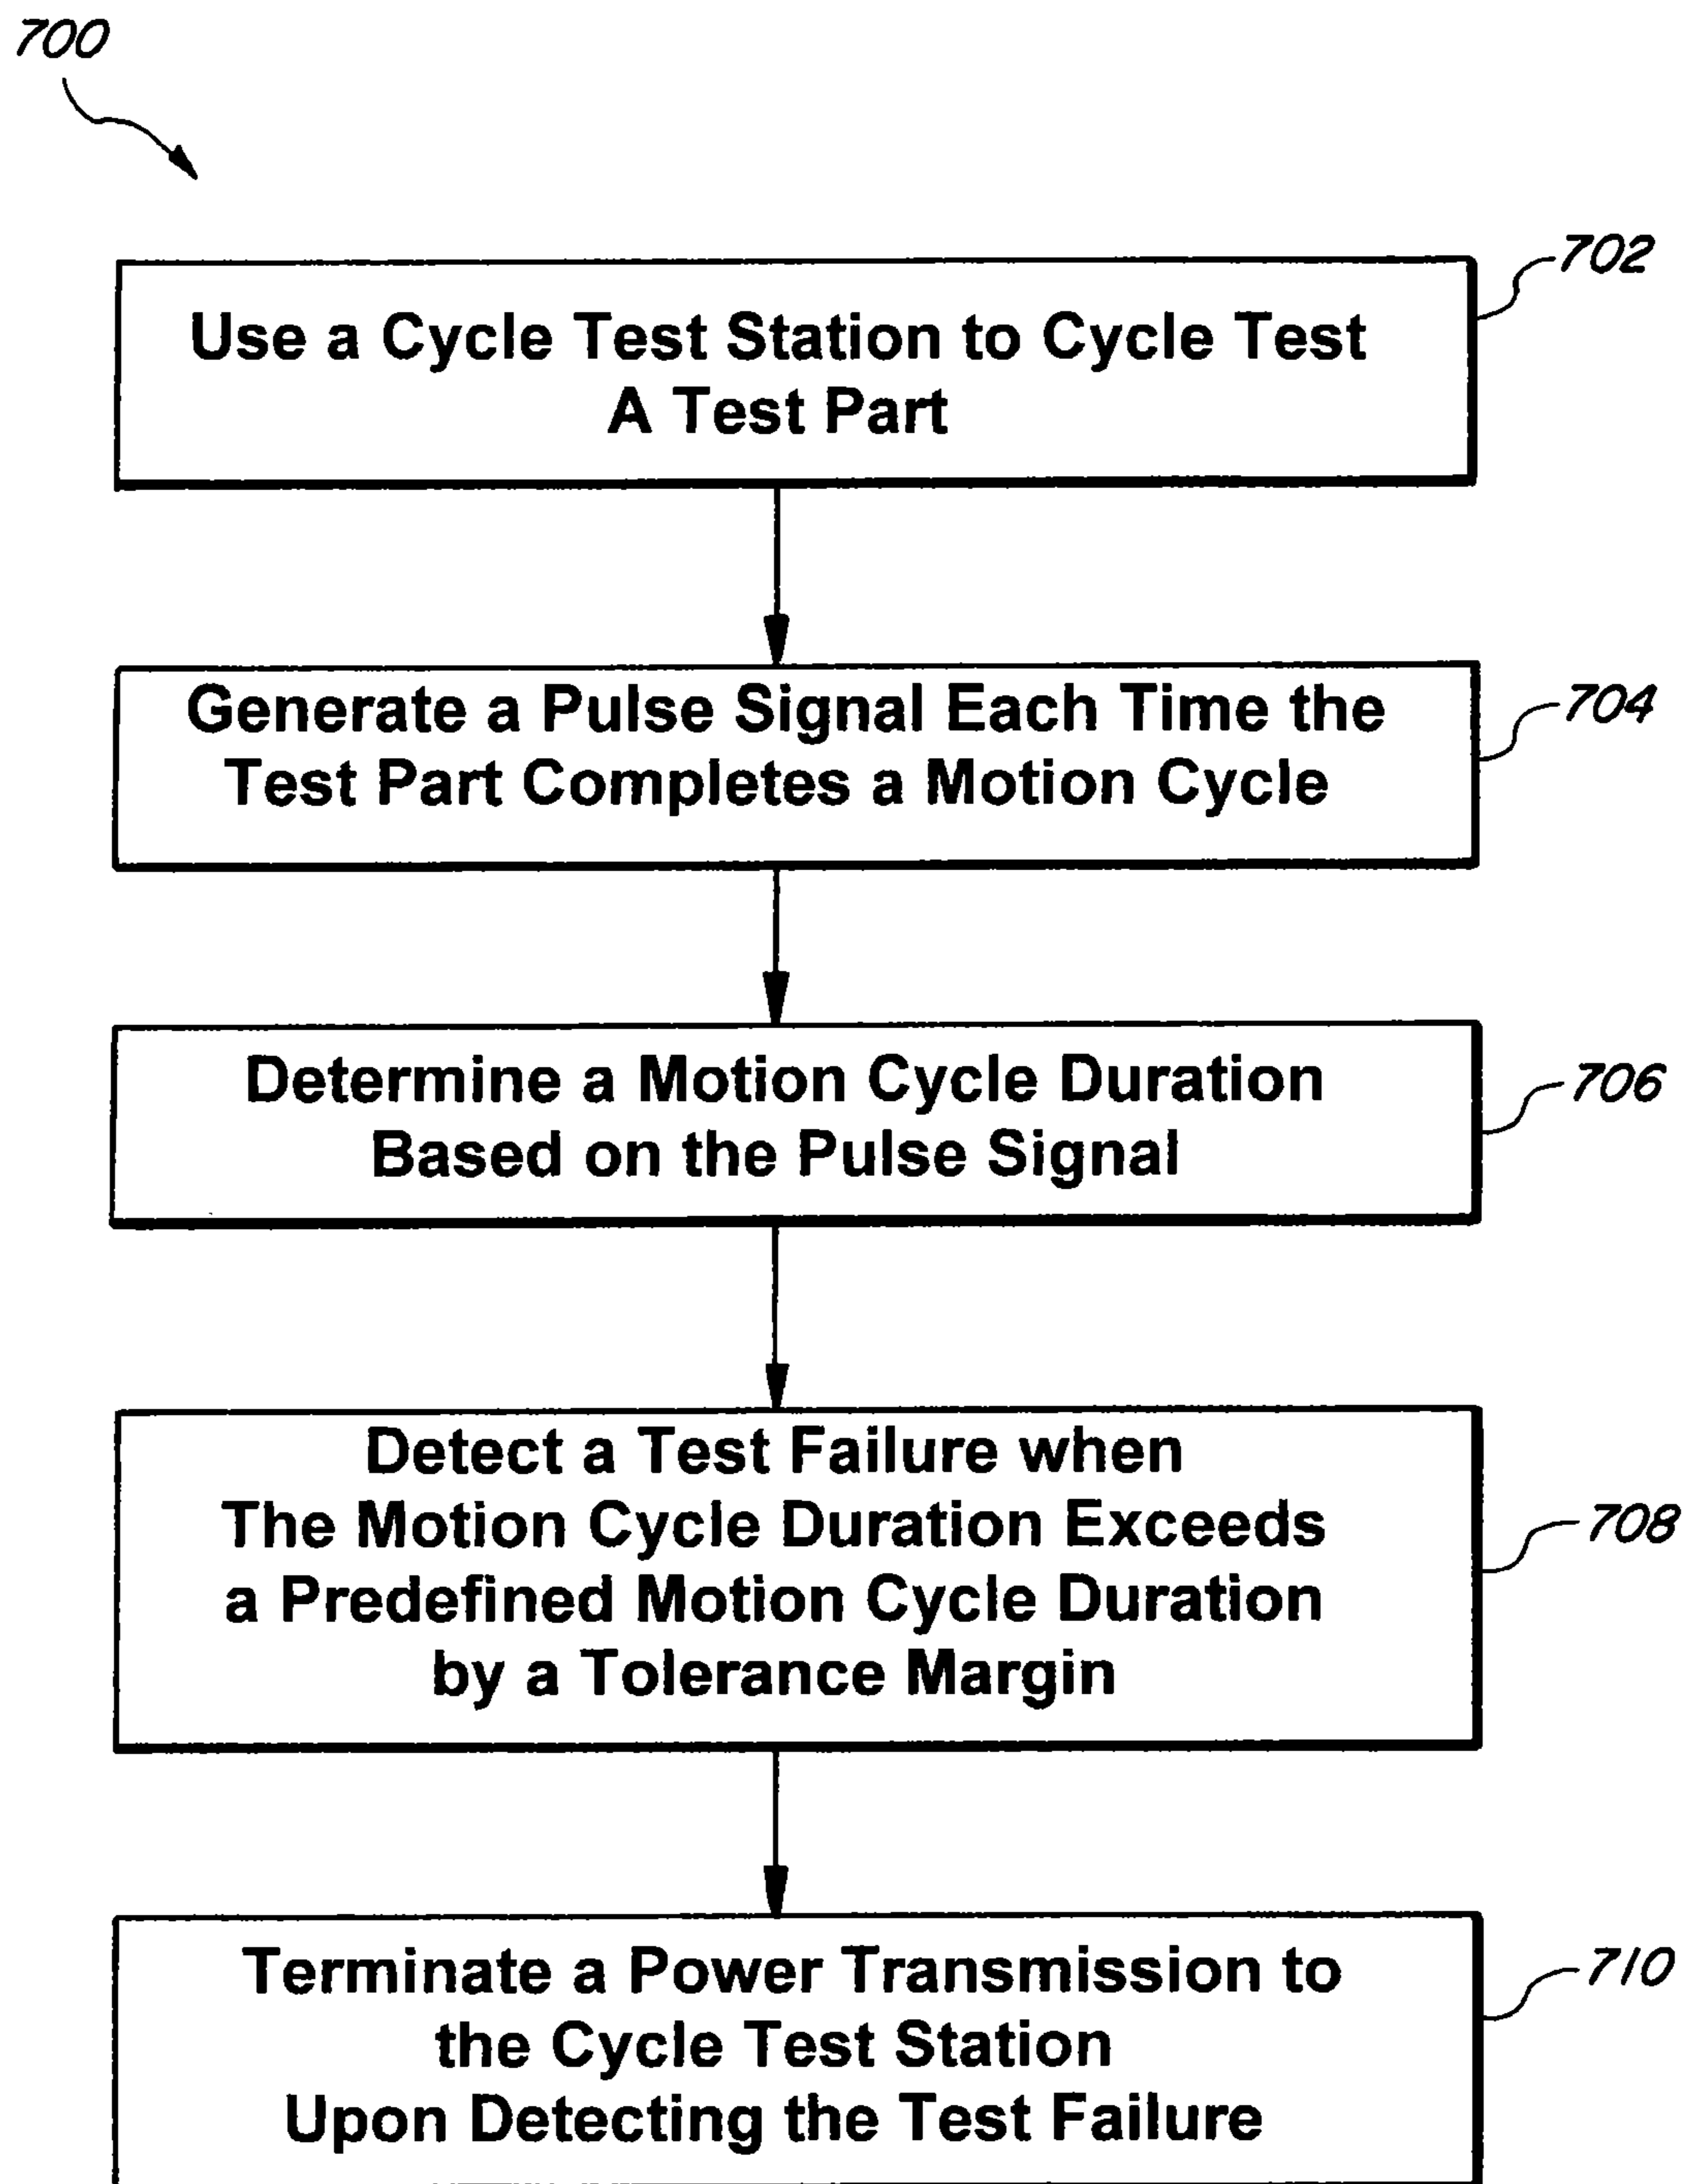 700
702
Use a Cycle Test Station to Cycle Test
A Test Part
704
Generate a Pulse Signal Each Time the
Test Part Completes a Motion Cycle
706
Determine a Motion Cycle Duration
Based on the Pulse Signal
708
Detect a Test Failure when
The Motion Cycle Duration Exceeds
a Predefined Motion Cycle Duration
by a Tolerance Margin
710
Terminate a Power Transmission to
the Cycle Test Station
Upon Detecting the Test Failure